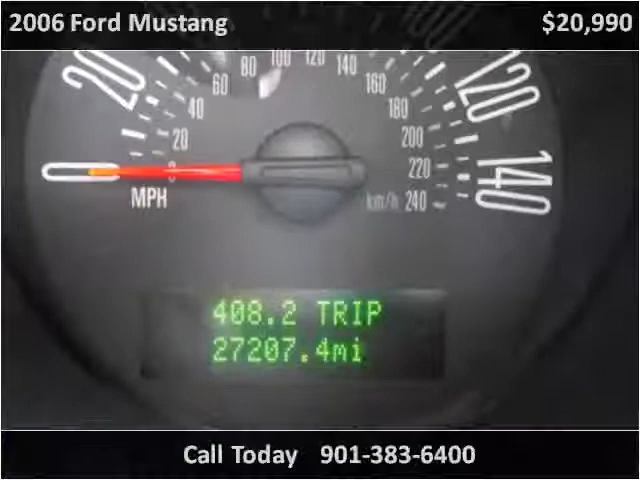 2006 Ford Mustang $20,990
20 120
60 80 100 120 140 160
40 180
20 200
0 0 220 140
MPH km/h 240
408.2 TRIP
27207.4mi
Call Today 901-383-6400